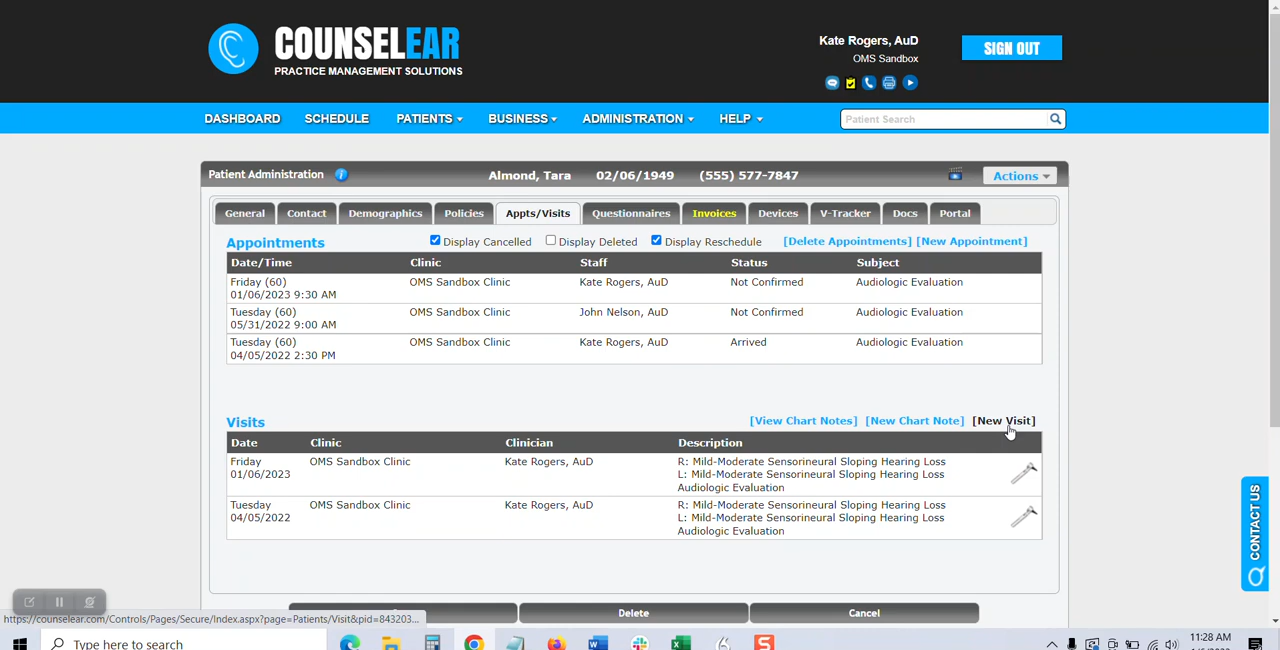 COUNSELEAR
PRACTICE MANAGEMENT SOLUTIONS
Kate Rogers, AuD
OMS Sandbox
SIGN OUT
DASHBOARD SCHEDULE PATIENTS BUSINESS ADMINISTRATION HELP Patient Search
Patient Administration Almond, Tara 02/06/1949 (555) 577-7847 Actions
General Contact Demographics Policies Appts/Visits Questionnaires Invoices Devices V-Tracker Docs Portal
Appointments Display Cancelled Display Deleted Display Reschedule [Delete Appointments] [New Appointment]
Date/Time Clinic Staff Status Subject
Friday (60) OMS Sandbox Clinic Kate Rogers, AuD Not Confirmed Audiologic Evaluation
01/06/2023 9:30 AM
Tuesday (60) OMS Sandbox Clinic John Nelson, AuD Not Confirmed Audiologic Evaluation
05/31/2022 9:00 AM
Tuesday (60) OMS Sandbox Clinic Kate Rogers, AuD Arrived Audiologic Evaluation
04/05/2022 2:30 PM
Visits [View Chart Notes] [New Chart Note] [New Visit]
Date Clinic Clinician Description
Friday OMS Sandbox Clinic Kate Rogers, AuD R: Mild-Moderate Sensorineural Sloping Hearing Loss
01/06/2023 L: Mild-Moderate Sensorineural Sloping Hearing Loss
Audiologic Evaluation
Tuesday OMS Sandbox Clinic Kate Rogers, AuD R: Mild-Moderate Sensorineural Sloping Hearing Loss
04/05/2022 L: Mild-Moderate Sensorineural Sloping Hearing Loss
Audiologic Evaluation
CONTACT US
Delete Cancel
https://counselear.com/Controls/Pages/Secure/Index.aspx?page=Patients/Visit&pid=843203...
Type here to search
11:28 AM